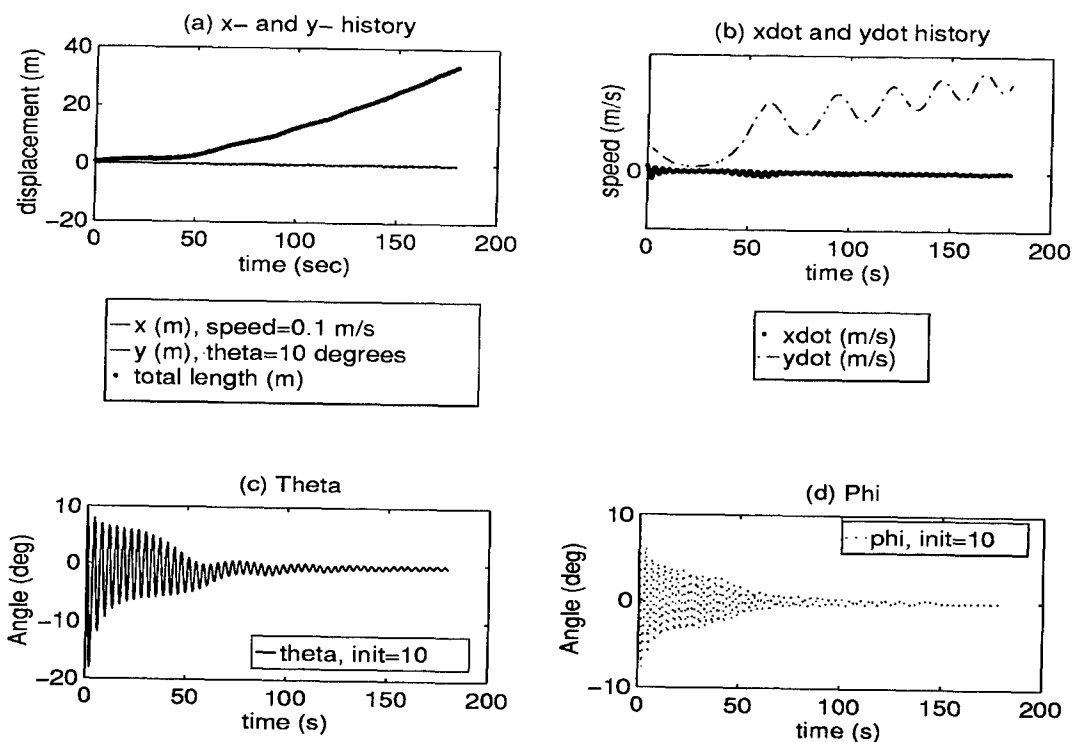 (a) x– and y– history
displacement (m)
40
20
0
−20
0
50
100
150
200
time (sec)
x (m), speed=0.1 m/s
y (m), theta=10 degrees
total length (m)
(b) xdot and ydot history
speed (m/s)
0
0
50
100
150
200
time (s)
xdot (m/s)
ydot (m/s)
(c) Theta
Angle (deg)
10
0
−10
−20
theta, init=10
0
50
100
150
200
time (s)
(d) Phi
Angle (deg)
10
0
−10
phi, init=10
0
50
100
150
200
time (s)